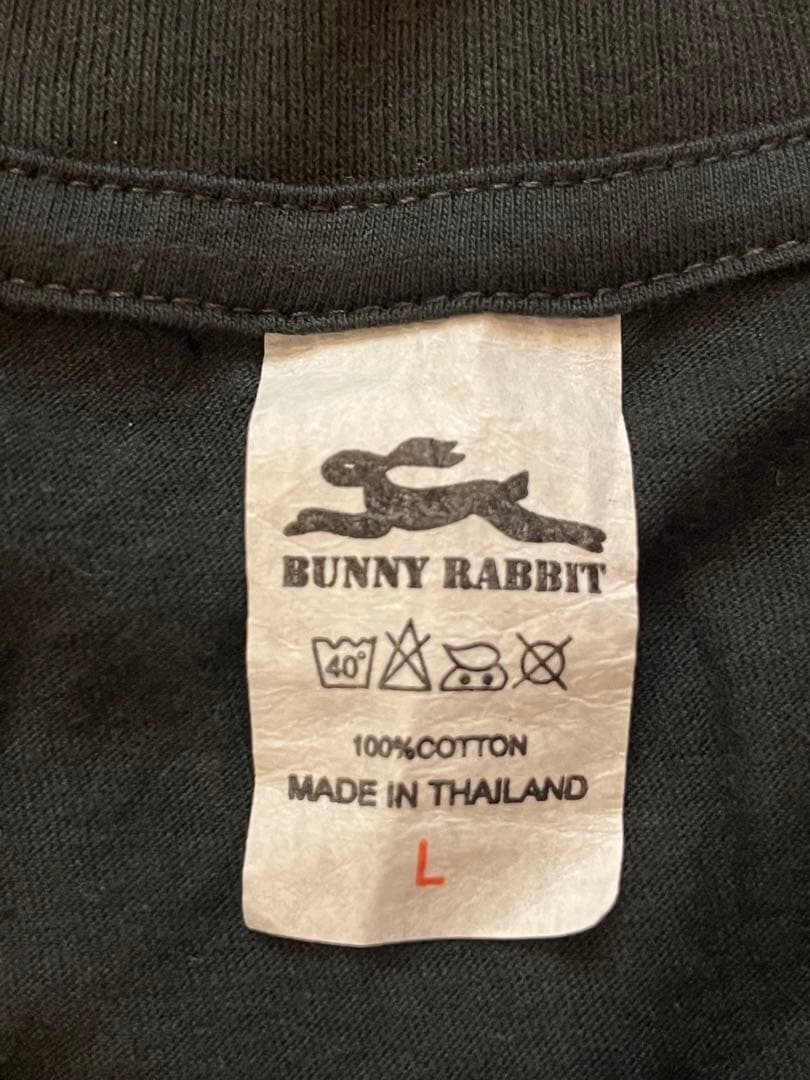 BUNNY RABBIT
40°
100%COTTON
MADE IN THAILAND
L